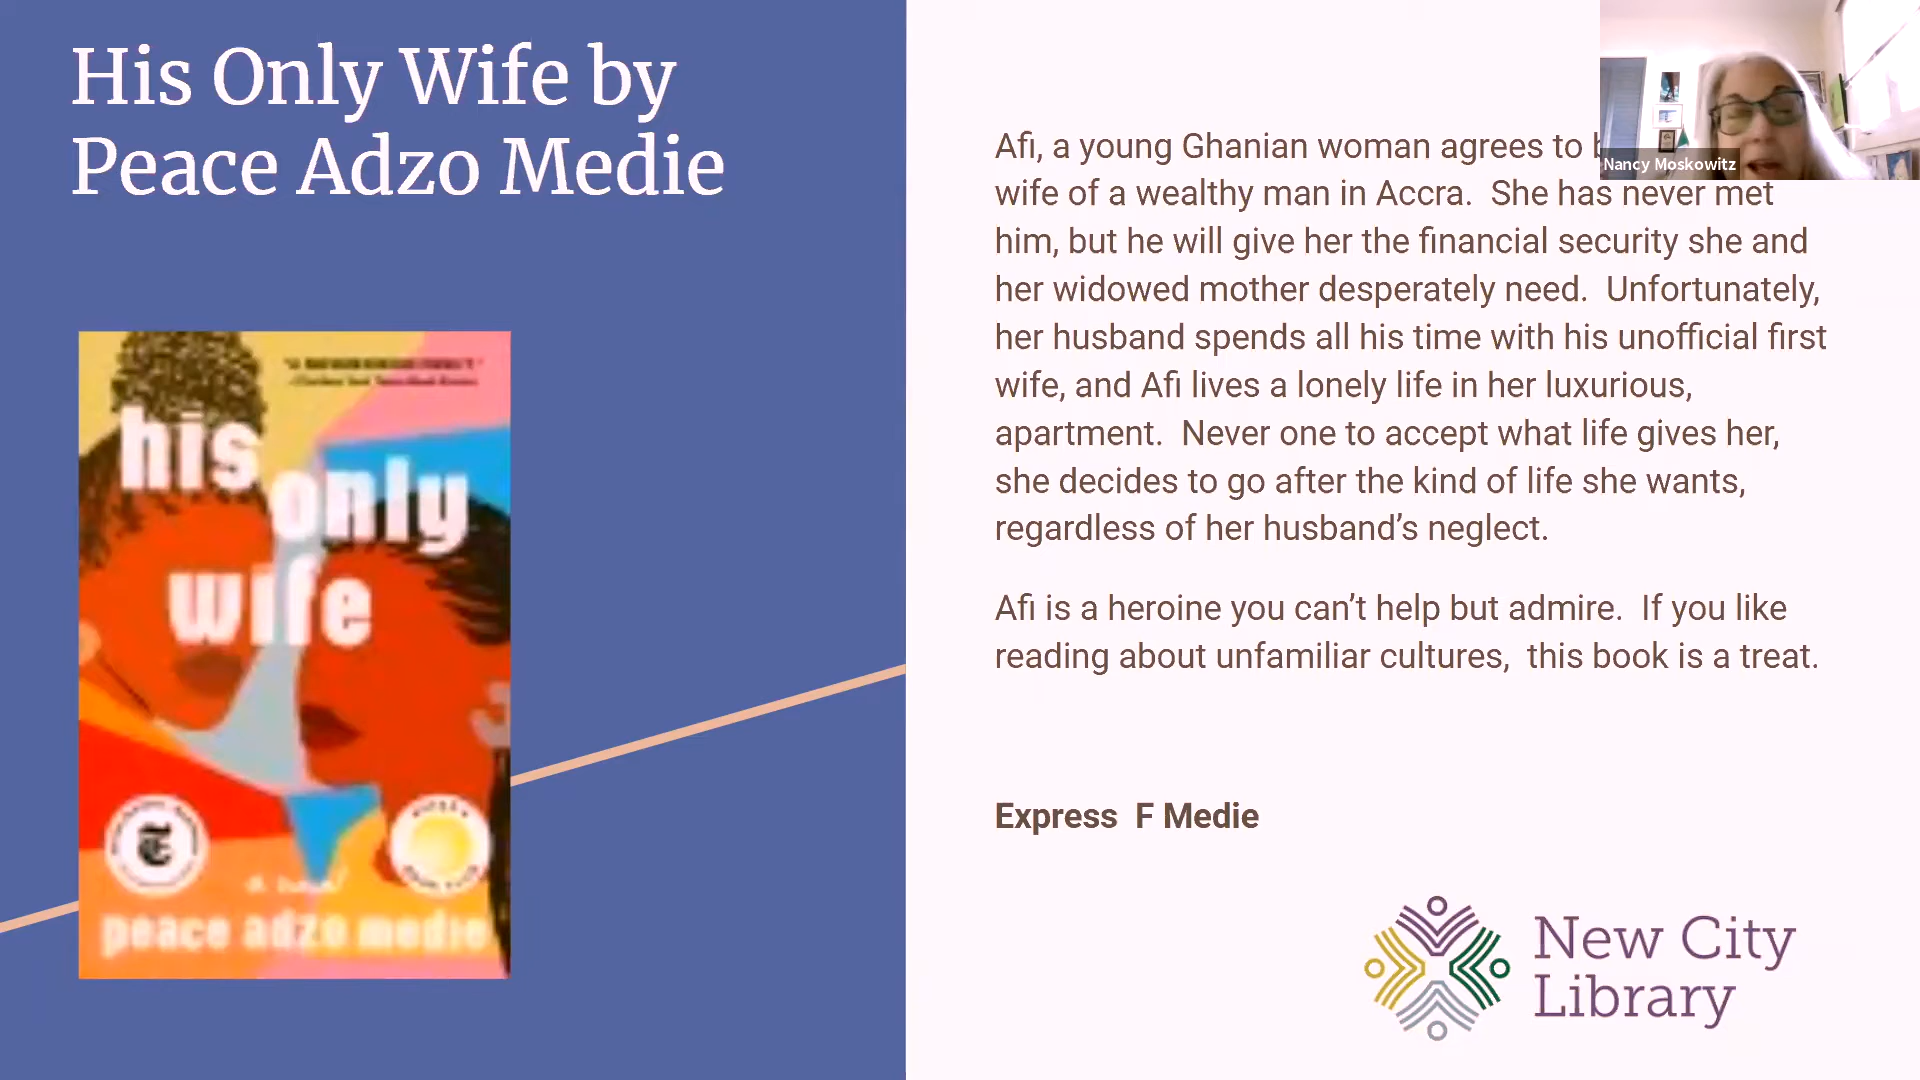 His Only Wife by
Peace Adzo Medie
his
only
wife
a novel
peace adzo medie
Afi, a young Ghanian woman agrees to
wife of a wealthy man in Accra.  She has never met
him, but he will give her the financial security she and
her widowed mother desperately need.  Unfortunately,
her husband spends all his time with his unofficial first
wife, and Afi lives a lonely life in her luxurious,
apartment.  Never one to accept what life gives her,
she decides to go after the kind of life she wants,
regardless of her husband’s neglect.
Afi is a heroine you can’t help but admire.  If you like
reading about unfamiliar cultures,  this book is a treat.
Express  F Medie
New City
Library
Nancy Moskowitz